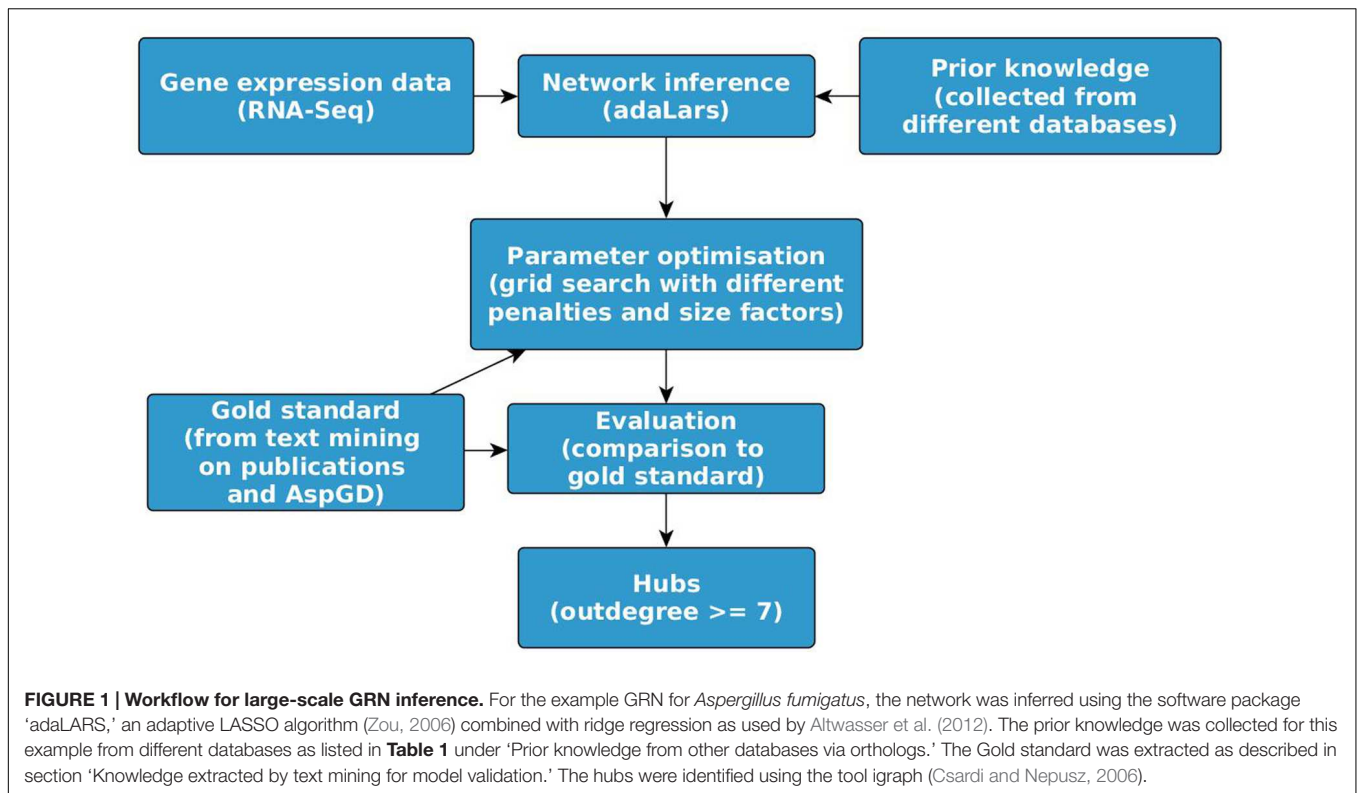 Gene expression data
(RNA-Seq)
Network inference
(adaLars)
Prior knowledge
(collected from
different databases)
Parameter optimisation
(grid search with different
penalties and size factors)
Gold standard
(from text mining
on publications
and AspGD)
Evaluation
(comparison to
gold standard)
Hubs
(outdegree >= 7)
FIGURE 1 | Workflow for large-scale GRN inference. For the example GRN for Aspergillus fumigatus, the network was inferred using the software package
'adaLARS,' an adaptive LASSO algorithm (Zou, 2006) combined with ridge regression as used by Altwasser et al. (2012). The prior knowledge was collected for this
example from different databases as listed in Table 1 under 'Prior knowledge from other databases via orthologs.' The Gold standard was extracted as described in
section 'Knowledge extracted by text mining for model validation.' The hubs were identified using the tool igraph (Csardi and Nepusz, 2006).